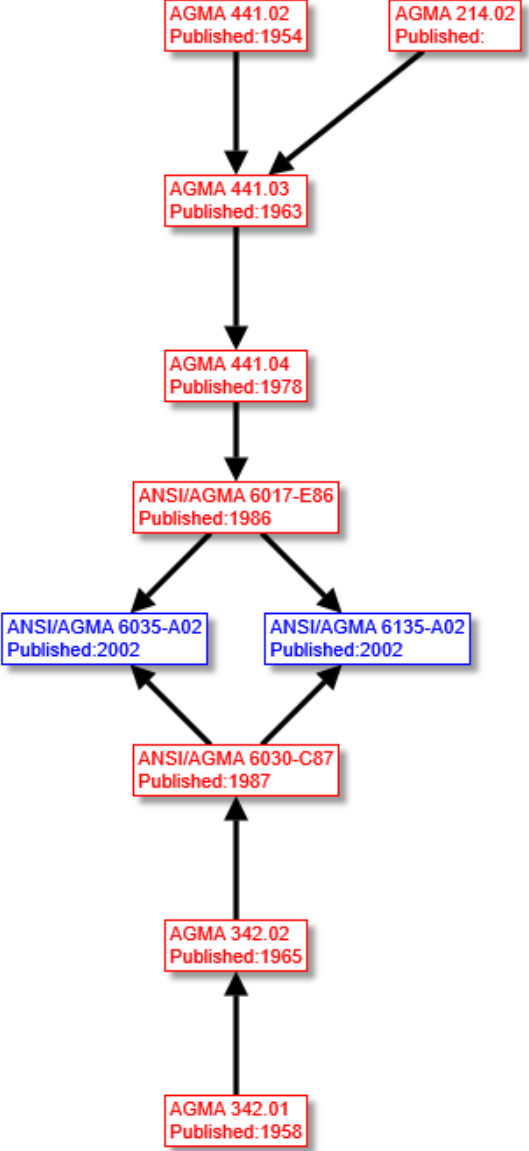 AGMA 441.02
Published:1954
AGMA 214.02
Published:
AGMA 441.03
Published:1963
AGMA 441.04
Published:1978
ANSI/AGMA 6017-E86
Published:1986
ANSI/AGMA 6035-A02
Published:2002
ANSI/AGMA 6135-A02
Published:2002
ANSI/AGMA 6030-C87
Published:1987
AGMA 342.02
Published:1965
AGMA 342.01
Published:1958